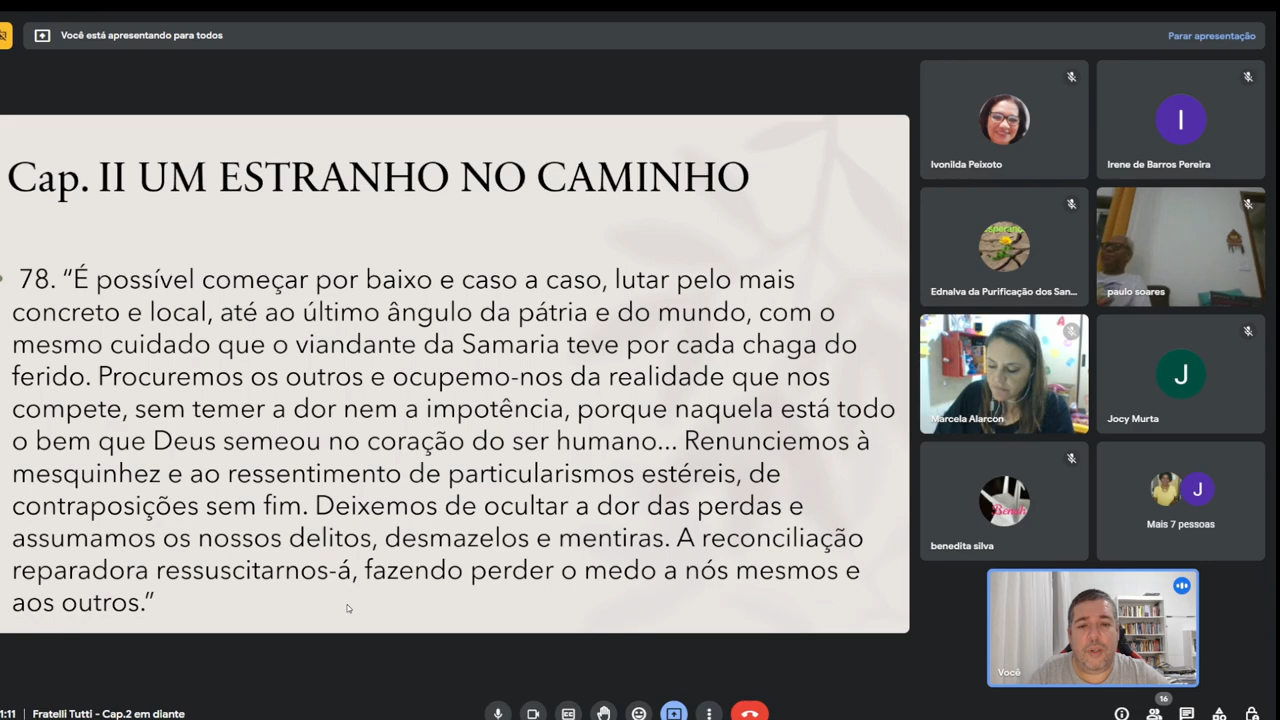 Você está apresentando para todos
Parar apresentação
Cap. II UM ESTRANHO NO CAMINHO
78. “É possível começar por baixo e caso a caso, lutar pelo mais
concreto e local, até ao último ângulo da pátria e do mundo, com o
mesmo cuidado que o viandante da Samaria teve por cada chaga do
ferido. Procuremos os outros e ocupemo-nos da realidade que nos
compete, sem temer a dor nem a impotência, porque naquela está todo
o bem que Deus semeou no coração do ser humano... Renunciemos à
mesquinhez e ao ressentimento de particularismos estéreis, de
contraposições sem fim. Deixemos de ocultar a dor das perdas e
assumamos os nossos delitos, desmazelos e mentiras. A reconciliação
reparadora ressuscitarnos-á, fazendo perder o medo a nós mesmos e
aos outros.”
Ivonilda Peixoto
I
Irene de Barros Pereira
Ednalva da Purificação dos San...
paulo soares
Marcela Alarcon
J
Jocy Murta
benedita silva
J
Mais 7 pessoas
Você
1:11 | Fratelli Tutti - Cap.2 em diante
16